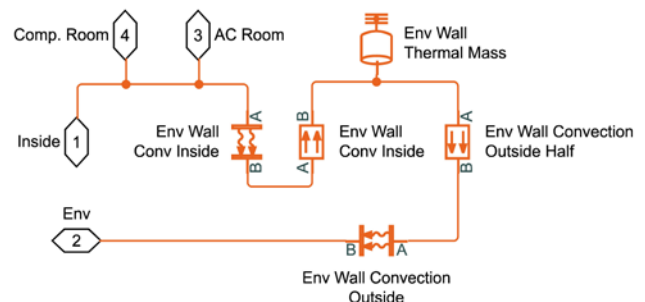 Comp. Room
4
3
AC Room
Env Wall
Thermal Mass
Inside
1
Env Wall
Conv Inside
A
B
B
A
Env Wall
Conv Inside
A
B
Env Wall Convection
Outside Half
Env
2
B
A
Env Wall Convection
Outside